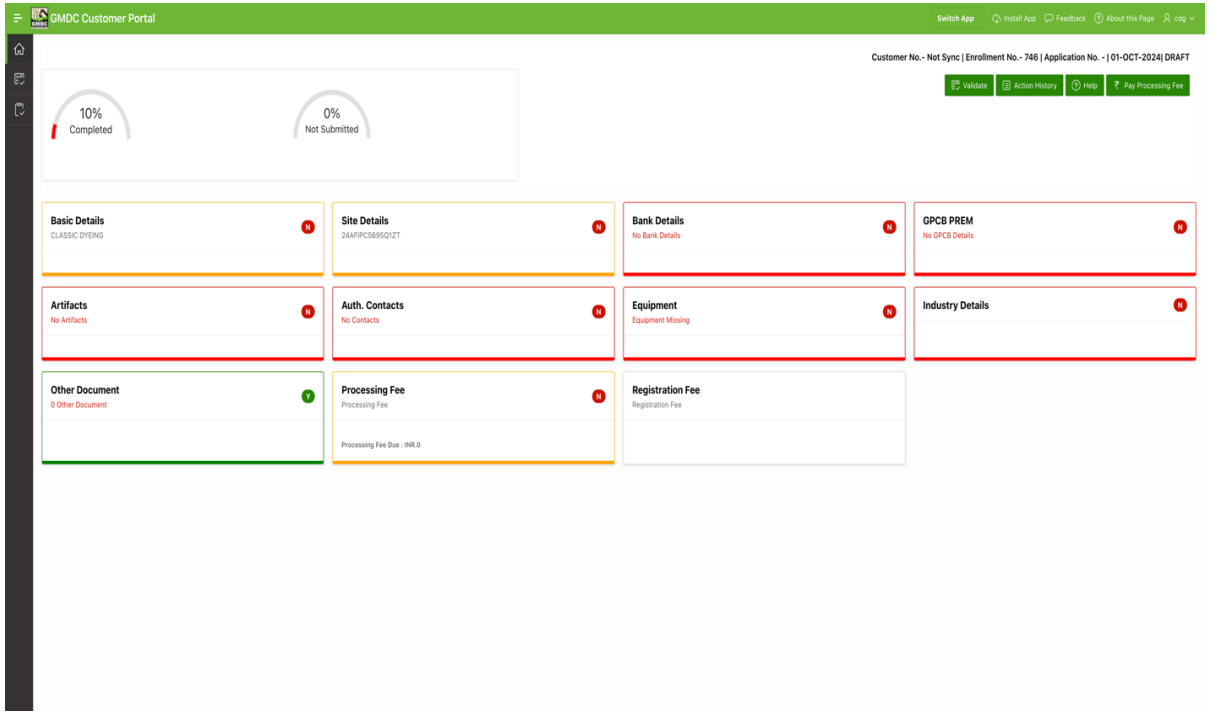 GMDC GMDC Customer Portal Switch App Install App Feedback About this Page cdg
Customer No.- Not Sync | Enrollment No.- 746 | Application No. - | 01-OCT-2024| DRAFT
Validate Action History Help ₹ Pay Processing Fee
10% 0%
Completed Not Submitted
Basic Details N
CLASSIC DYEING
Site Details N
24AFIPC5695Q1ZT
Bank Details N
No Bank Details
GPCB PREM N
No GPCB Details
Artifacts N
No Artifacts
Auth. Contacts N
No Contacts
Equipment N
Equipment Missing
Industry Details N
Other Document Y
0 Other Document
Processing Fee N
Processing Fee
Processing Fee Due : INR.0
Registration Fee
Registration Fee